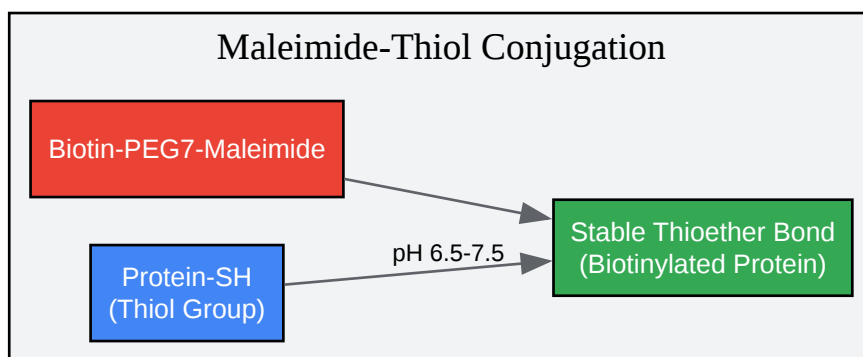 Maleimide-Thiol Conjugation
Biotin-PEG7-Maleimide
Protein-SH
(Thiol Group)
pH 6.5-7.5
Stable Thioether Bond
(Biotinylated Protein)